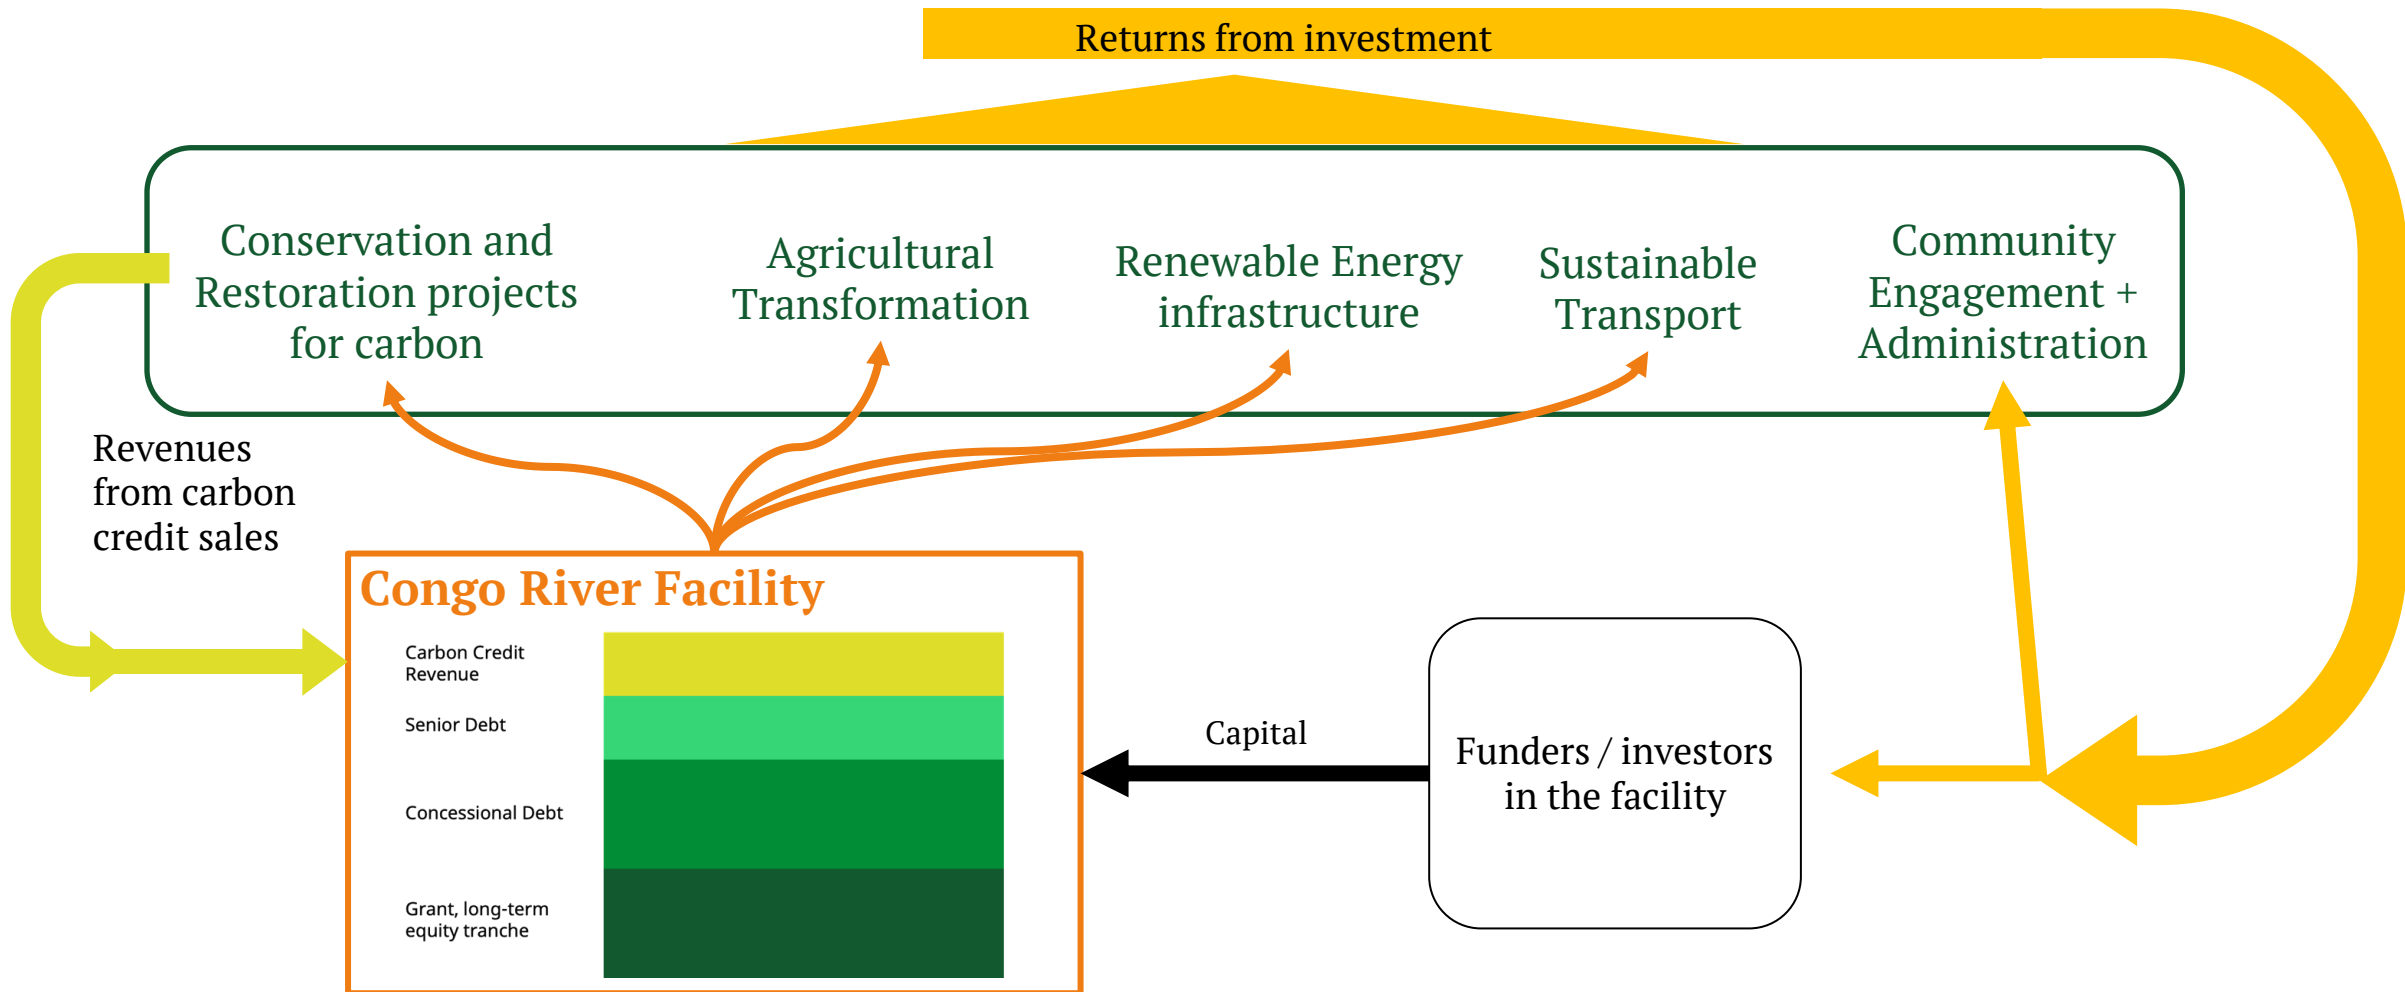 Returns from investment
Conservation and
Restoration projects
for carbon
Agricultural
Transformation
Renewable Energy
infrastructure
Sustainable
Transport
Community
Engagement +
Administration
Revenues
from carbon
credit sales
Congo River Facility
Carbon Credit
Revenue
Senior Debt
Concessional Debt
Grant, long-term
equity tranche
Capital
Funders / investors
in the facility